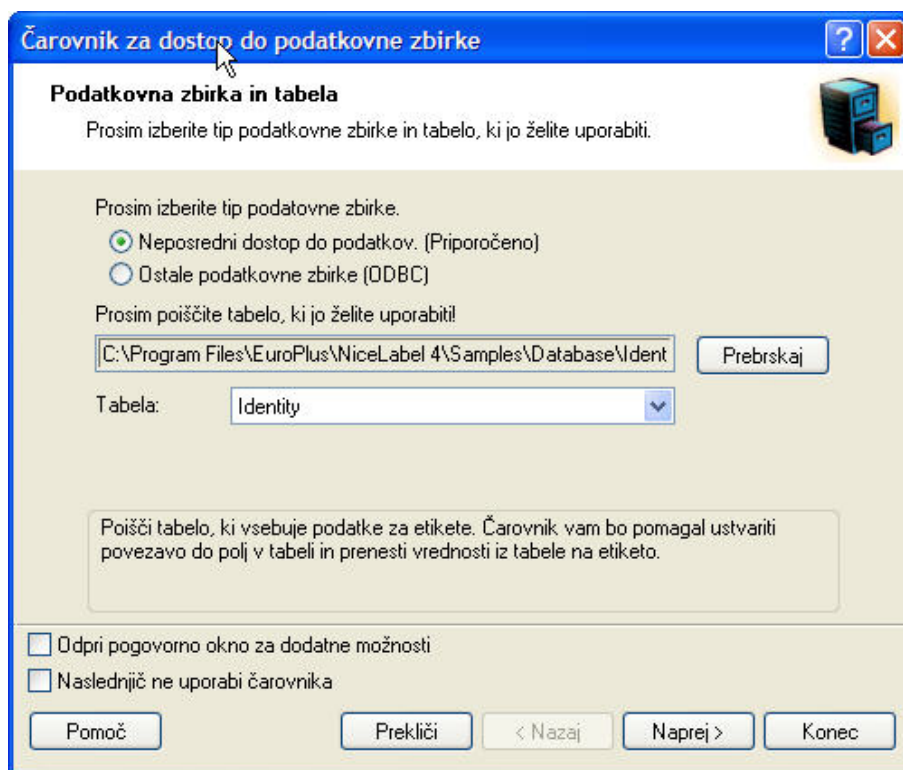 Čarovnik za dostop do podatkovne zbirke
Podatkovna zbirka in tabela
Prosim izberite tip podatkovne zbirke in tabelo, ki jo želite uporabiti.
Prosim izberite tip podatovne zbirke.
Neposredni dostop do podatkov. (Priporočeno)
Ostale podatkovne zbirke (ODBC)
Prosim poiščite tabelo, ki jo želite uporabiti!
C:\Program Files\EuroPlus\NiceLabel 4\Samples\Database\Ident
Prebrskaj
Tabela:
Identity
Poišči tabelo, ki vsebuje podatke za etikete. Čarovnik vam bo pomagal ustvariti
povezavo do polj v tabeli in prenesti vrednosti iz tabele na etiketo.
Odpri pogovorno okno za dodatne možnosti
Naslednjič ne uporabi čarovnika
Pomoč
Prekliči
< Nazaj
Naprej >
Konec